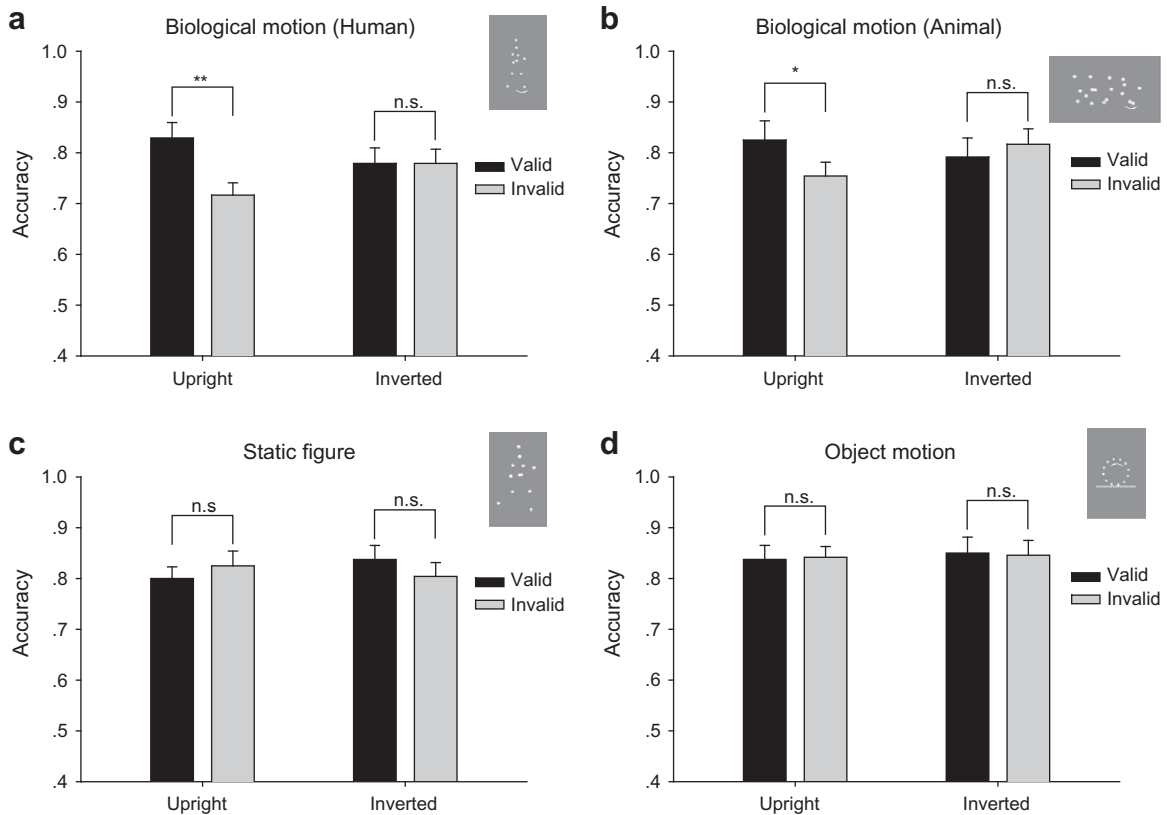 a
Biological motion (Human)
1.0
.9
.8
.7
.6
.5
.4
Accuracy
**
n.s.
Valid
Invalid
Upright
Inverted
b
Biological motion (Animal)
1.0
.9
.8
.7
.6
.5
.4
Accuracy
*
n.s.
Valid
Invalid
Upright
Inverted
c
Static figure
1.0
.9
.8
.7
.6
.5
.4
Accuracy
n.s
n.s.
Valid
Invalid
Upright
Inverted
d
Object motion
1.0
.9
.8
.7
.6
.5
.4
Accuracy
n.s.
n.s.
Valid
Invalid
Upright
Inverted